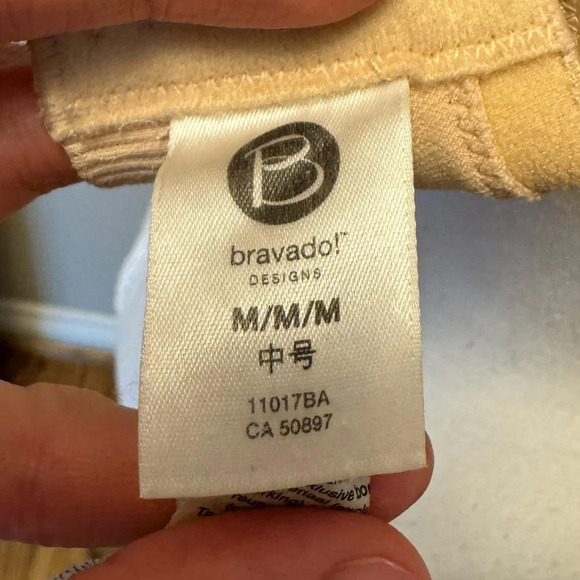 B
bravado!™
DESIGNS
M/M/M
中号
11017BA
CA 50897